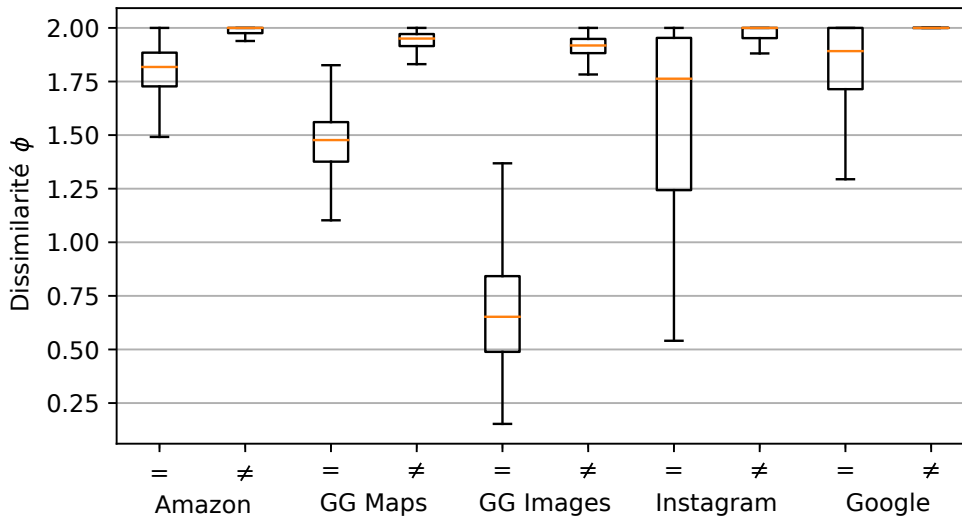 Dissimilarité ϕ
2.00
1.75
1.50
1.25
1.00
0.75
0.50
0.25
= ≠ = ≠ = ≠ = ≠ = ≠
Amazon GG Maps GG Images Instagram Google